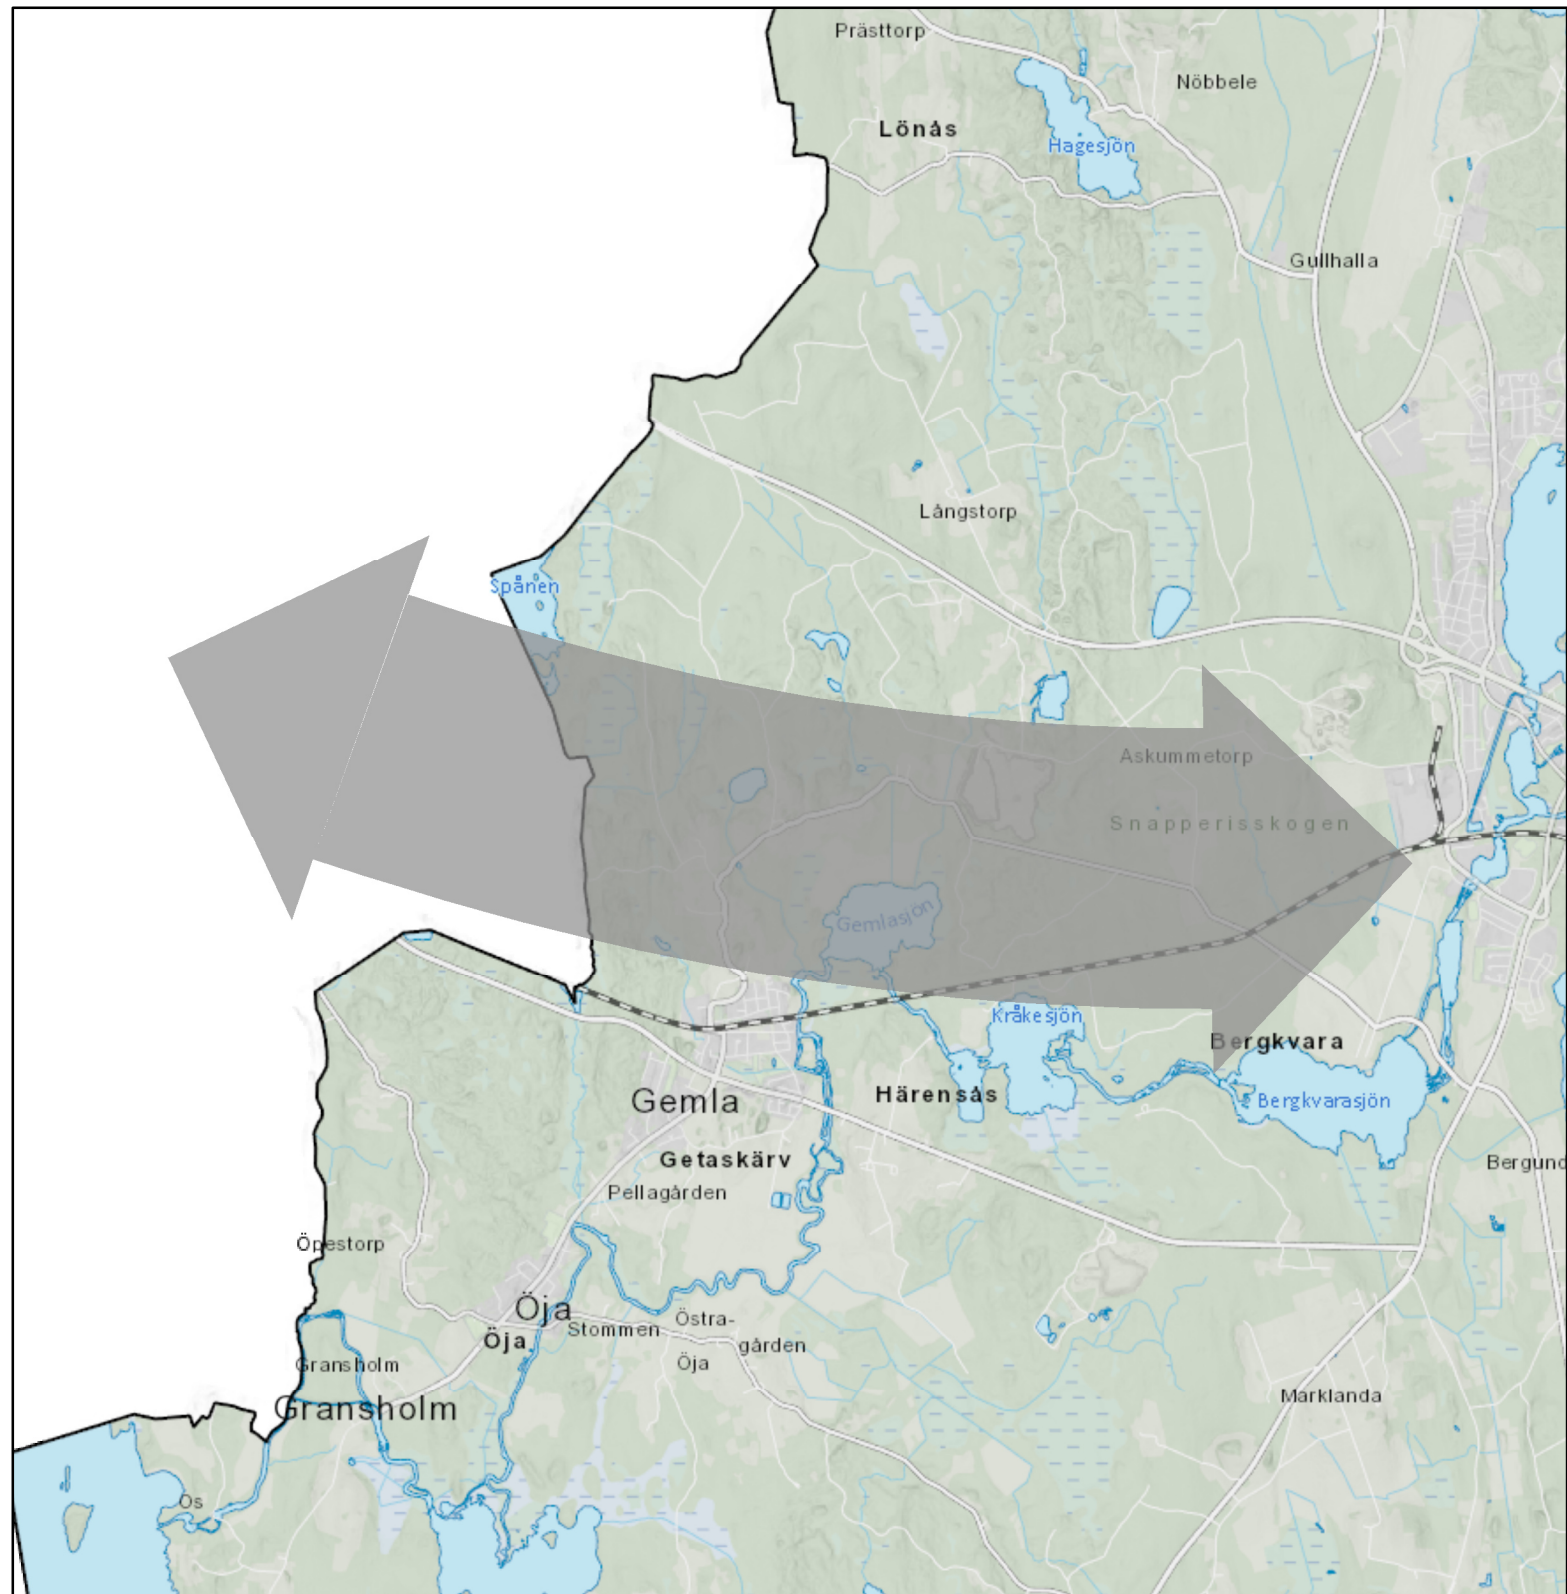 Prästtorp
Nöbbele
Lönås
Hagesjön
Gullhalla
Långstorp
Spånen
Askummetorp
Snapperisskogen
Gemlasjön
Kråkesjön
Bergkvara
Härensås
Bergkvarasjön
Gemla
Getaskärv
Pellagården
Bergund
Öpestorp
Öja
Östra-
Stommen
Öja
gården
Öja
Gransholm
Marklanda
Gransholm
Os